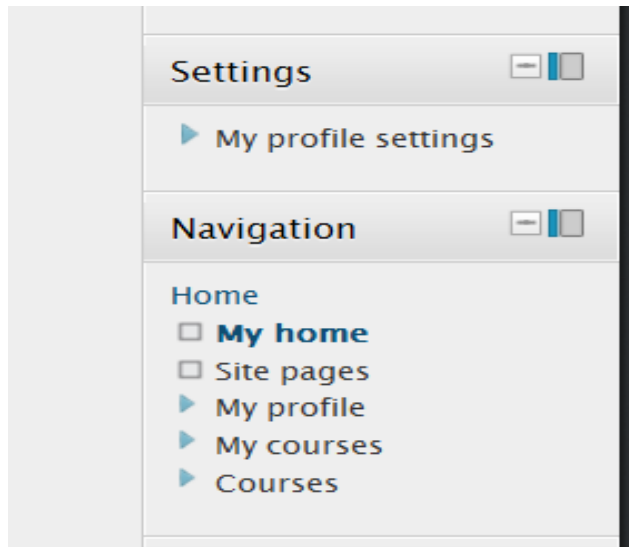 Settings
My profile settings
Navigation
Home
My home
Site pages
My profile
My courses
Courses